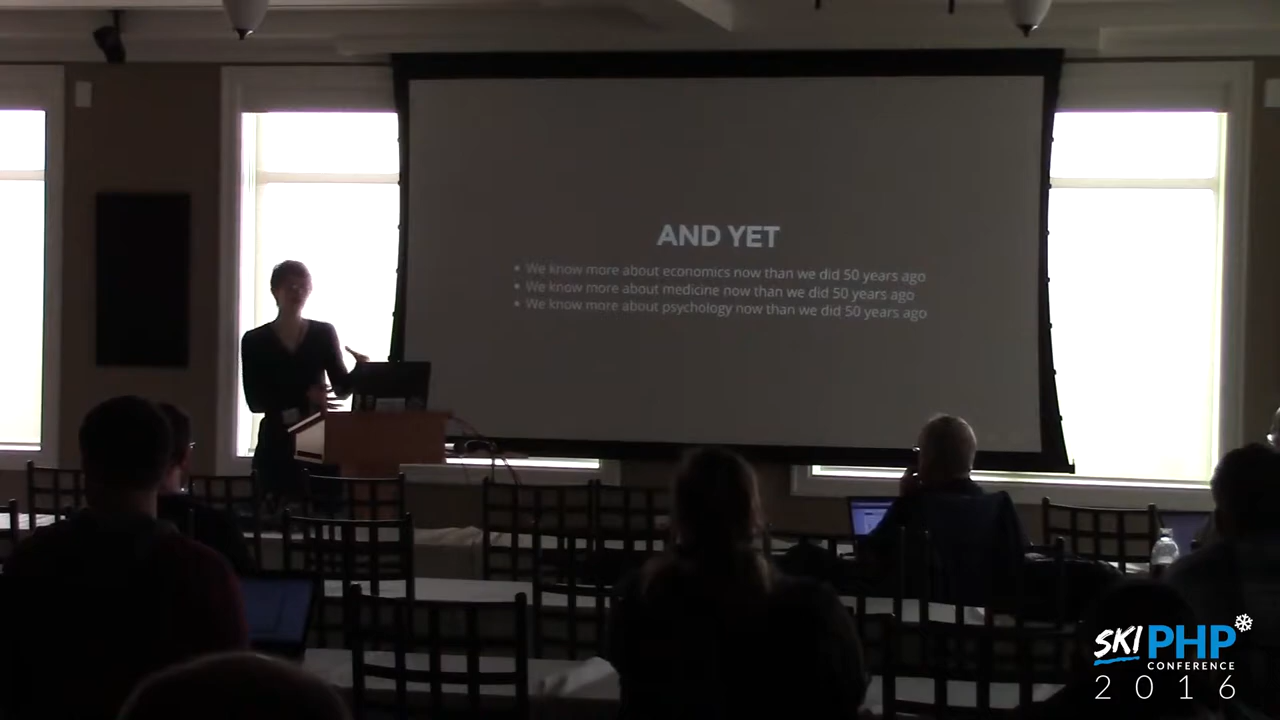 AND YET
• We know more about economics now than we did 50 years ago
• We know more about medicine now than we did 50 years ago
• We know more about psychology now than we did 50 years ago
SKI PHP
CONFERENCE
2016